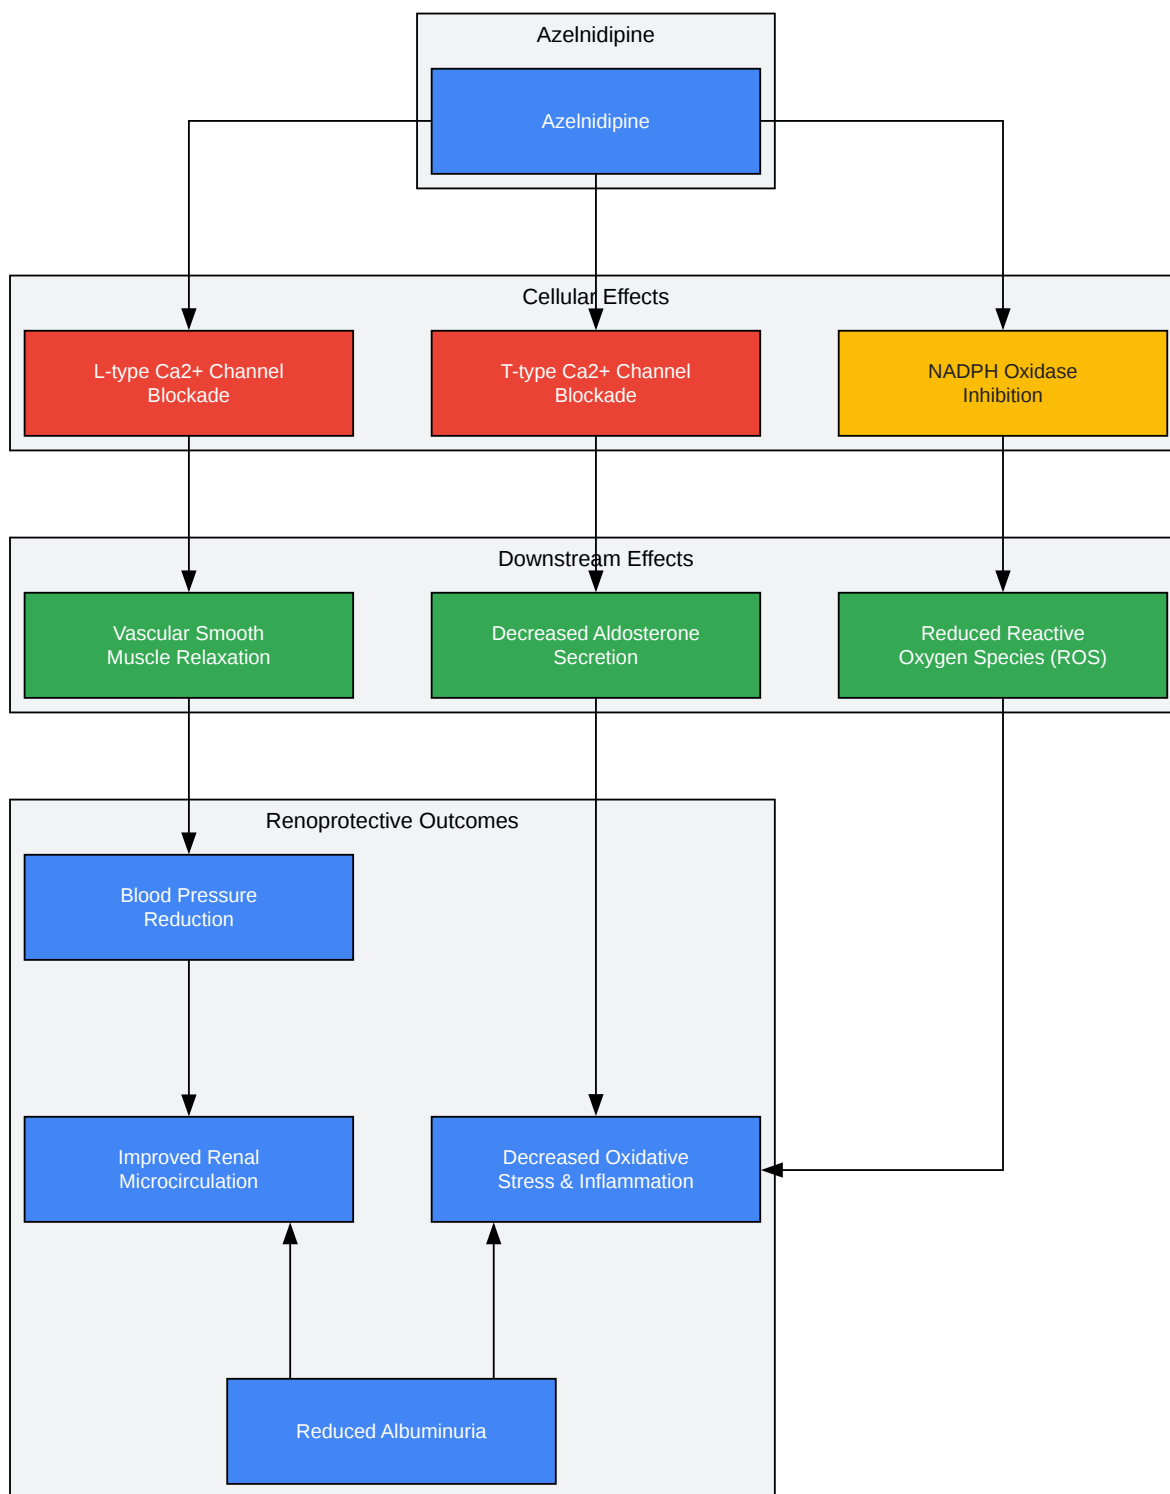 Azelnidipine
Azelnidipine
Cellular Effects
L-type Ca2+ Channel
Blockade
T-type Ca2+ Channel
Blockade
NADPH Oxidase
Inhibition
Downstream Effects
Vascular Smooth
Muscle Relaxation
Decreased Aldosterone
Secretion
Reduced Reactive
Oxygen Species (ROS)
Renoprotective Outcomes
Blood Pressure
Reduction
Improved Renal
Microcirculation
Decreased Oxidative
Stress & Inflammation
Reduced Albuminuria